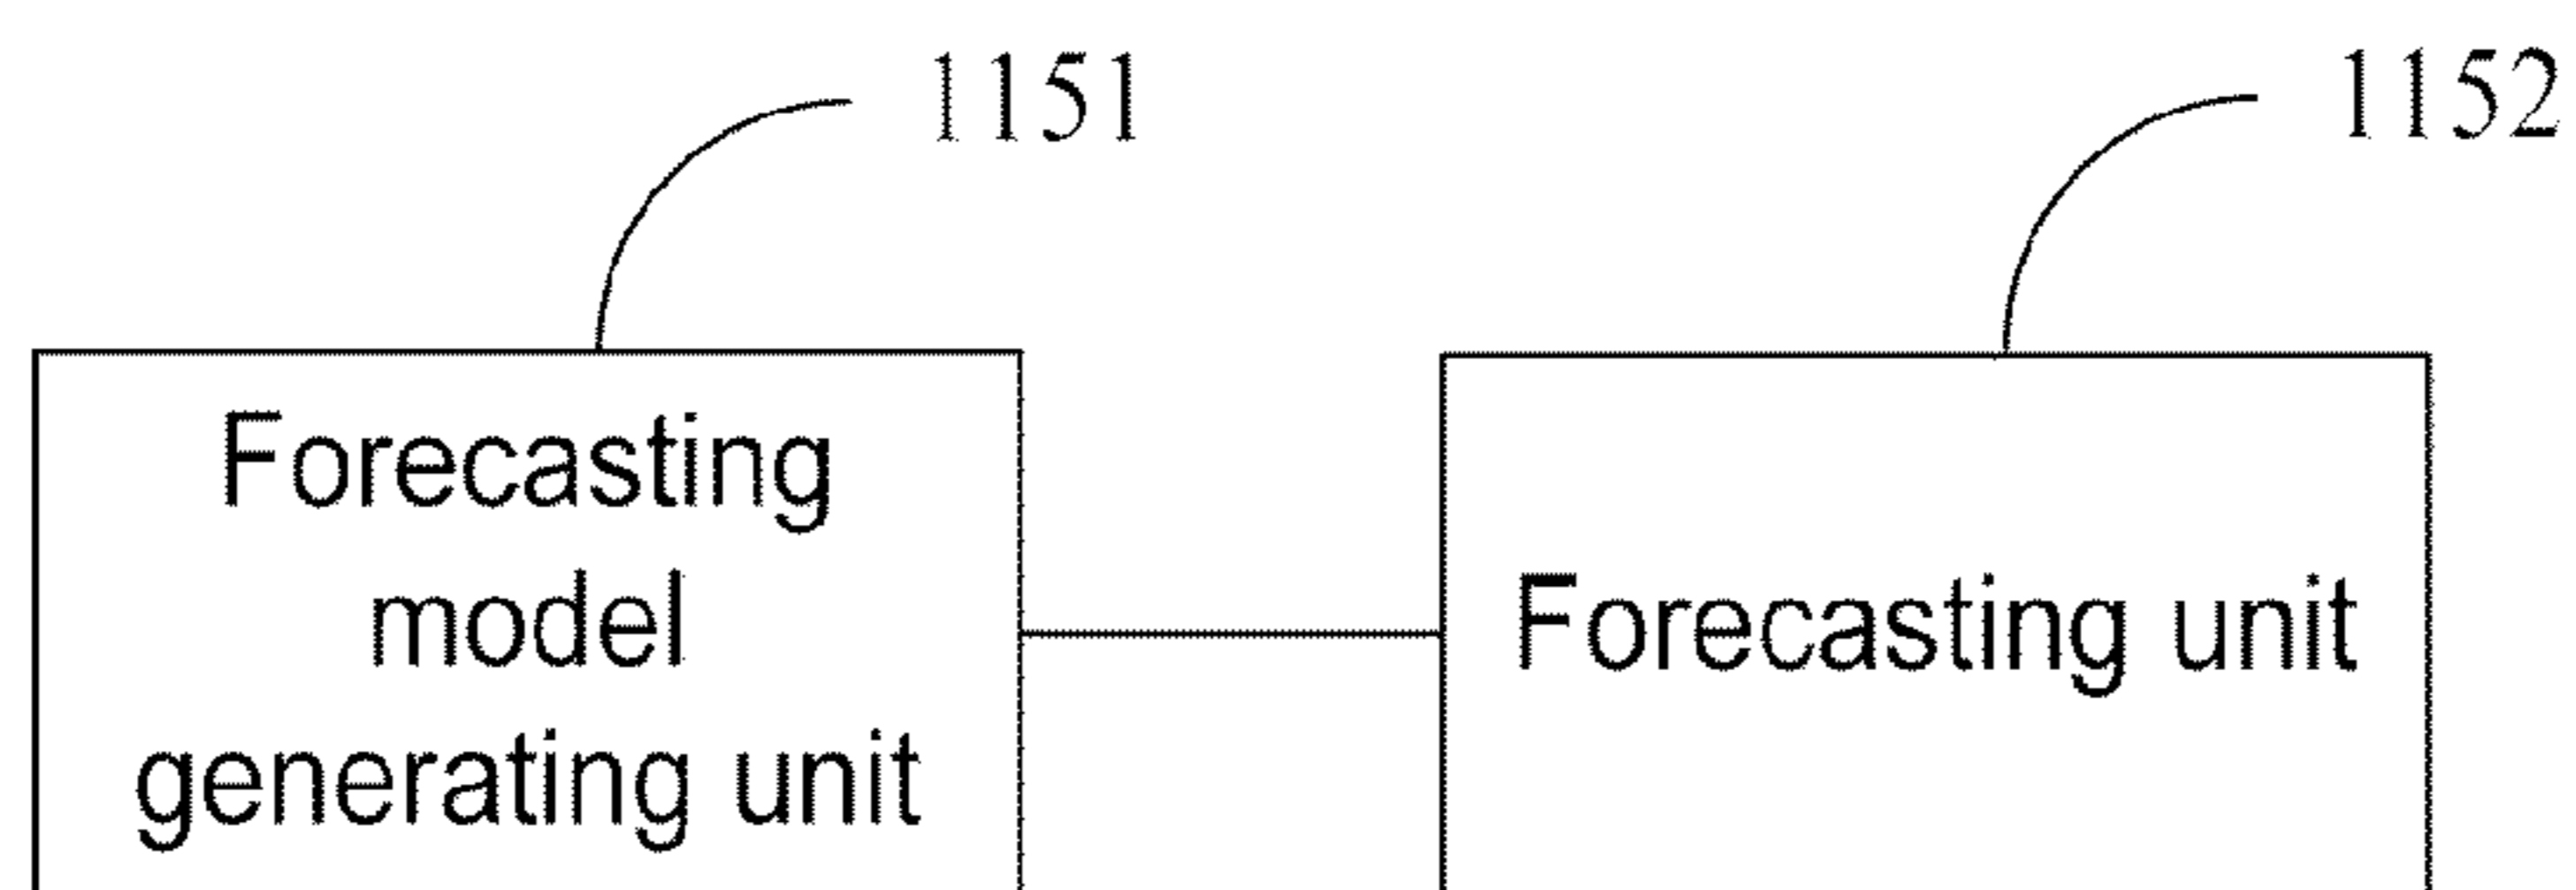 1151
1152
Forecasting
model
generating unit
Forecasting unit